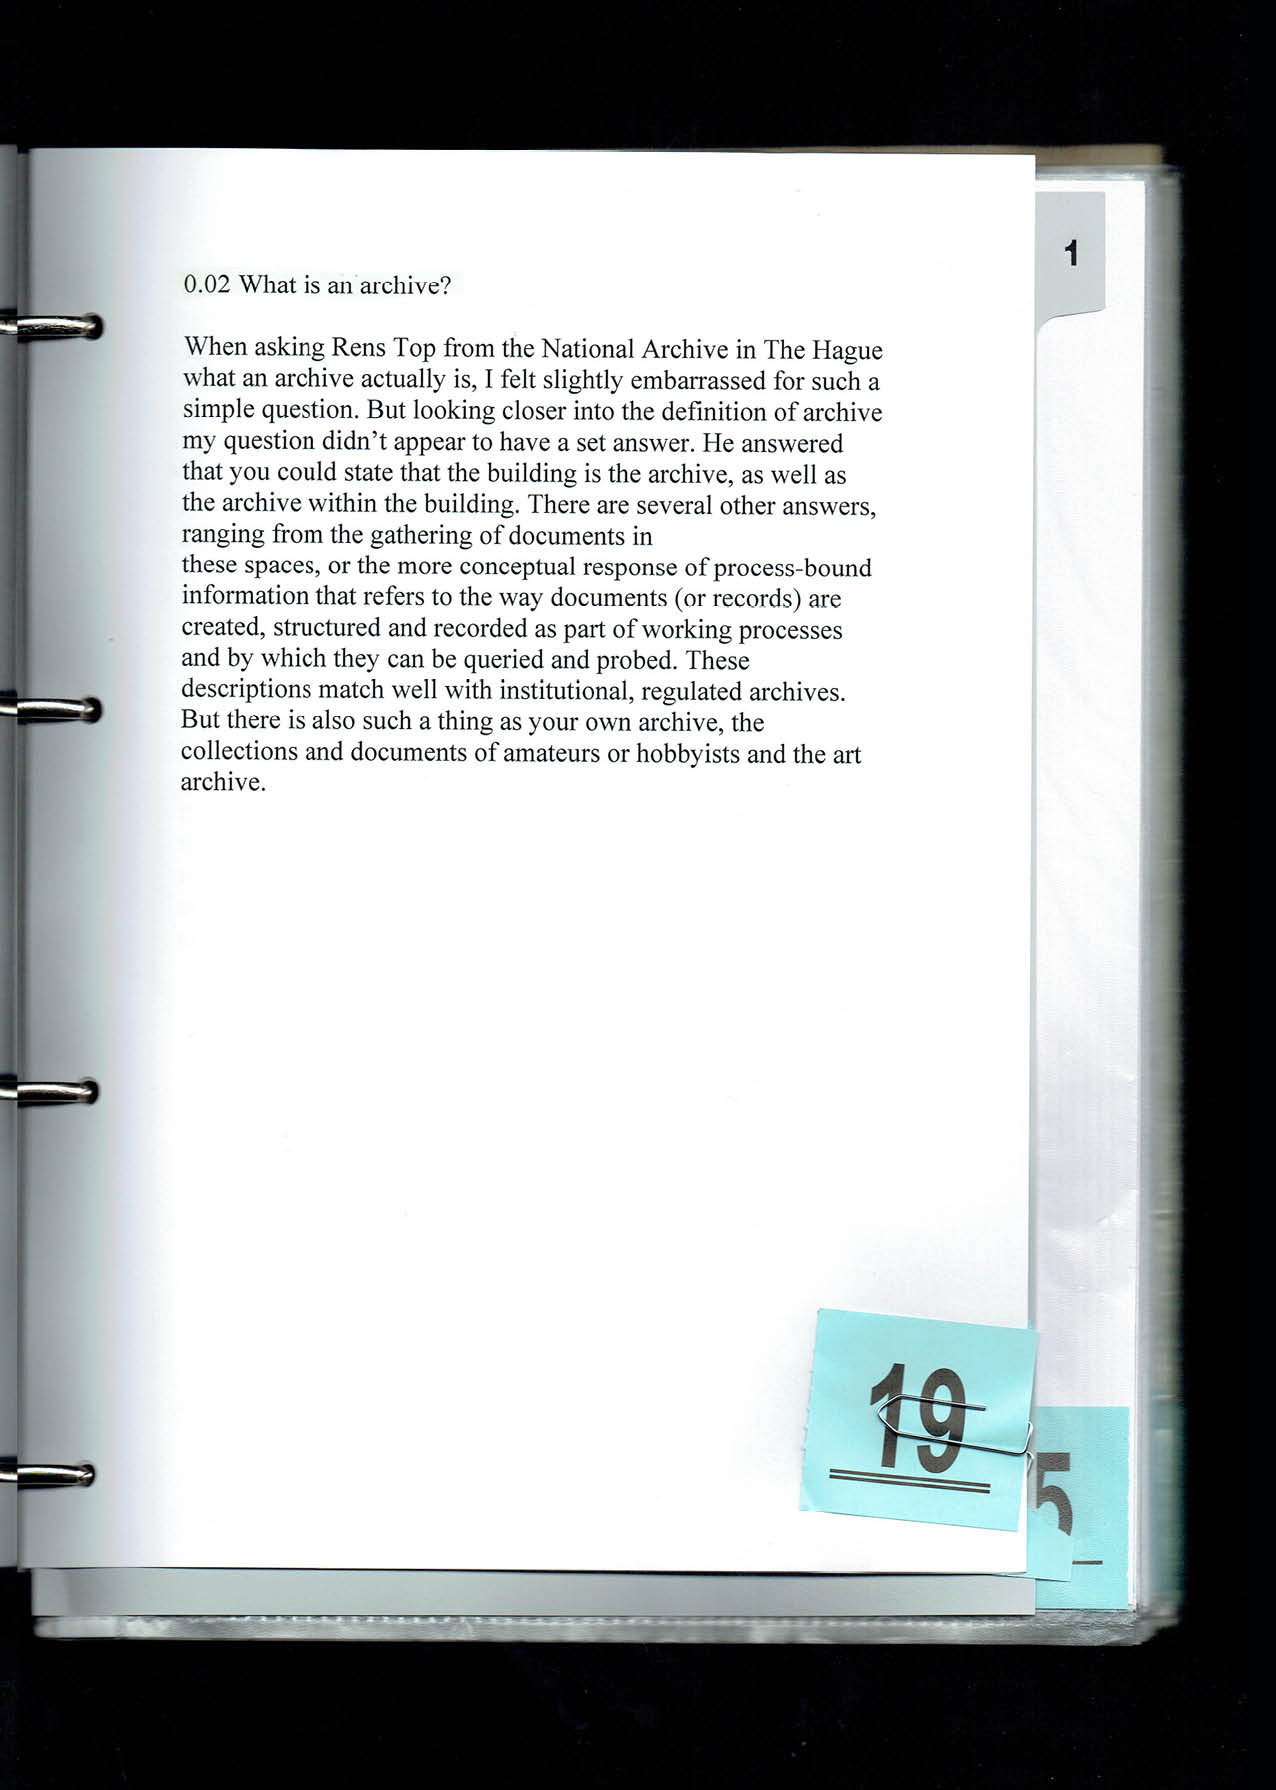 1
0.02 What is an archive?
When asking Rens Top from the National Archive in The Hague
what an archive actually is, I felt slightly embarrassed for such a
simple question. But looking closer into the definition of archive
my question didn’t appear to have a set answer. He answered
that you could state that the building is the archive, as well as
the archive within the building. There are several other answers,
ranging from the gathering of documents in
these spaces, or the more conceptual response of process-bound
information that refers to the way documents (or records) are
created, structured and recorded as part of working processes
and by which they can be queried and probed. These
descriptions match well with institutional, regulated archives.
But there is also such a thing as your own archive, the
collections and documents of amateurs or hobbyists and the art
archive.
19
5